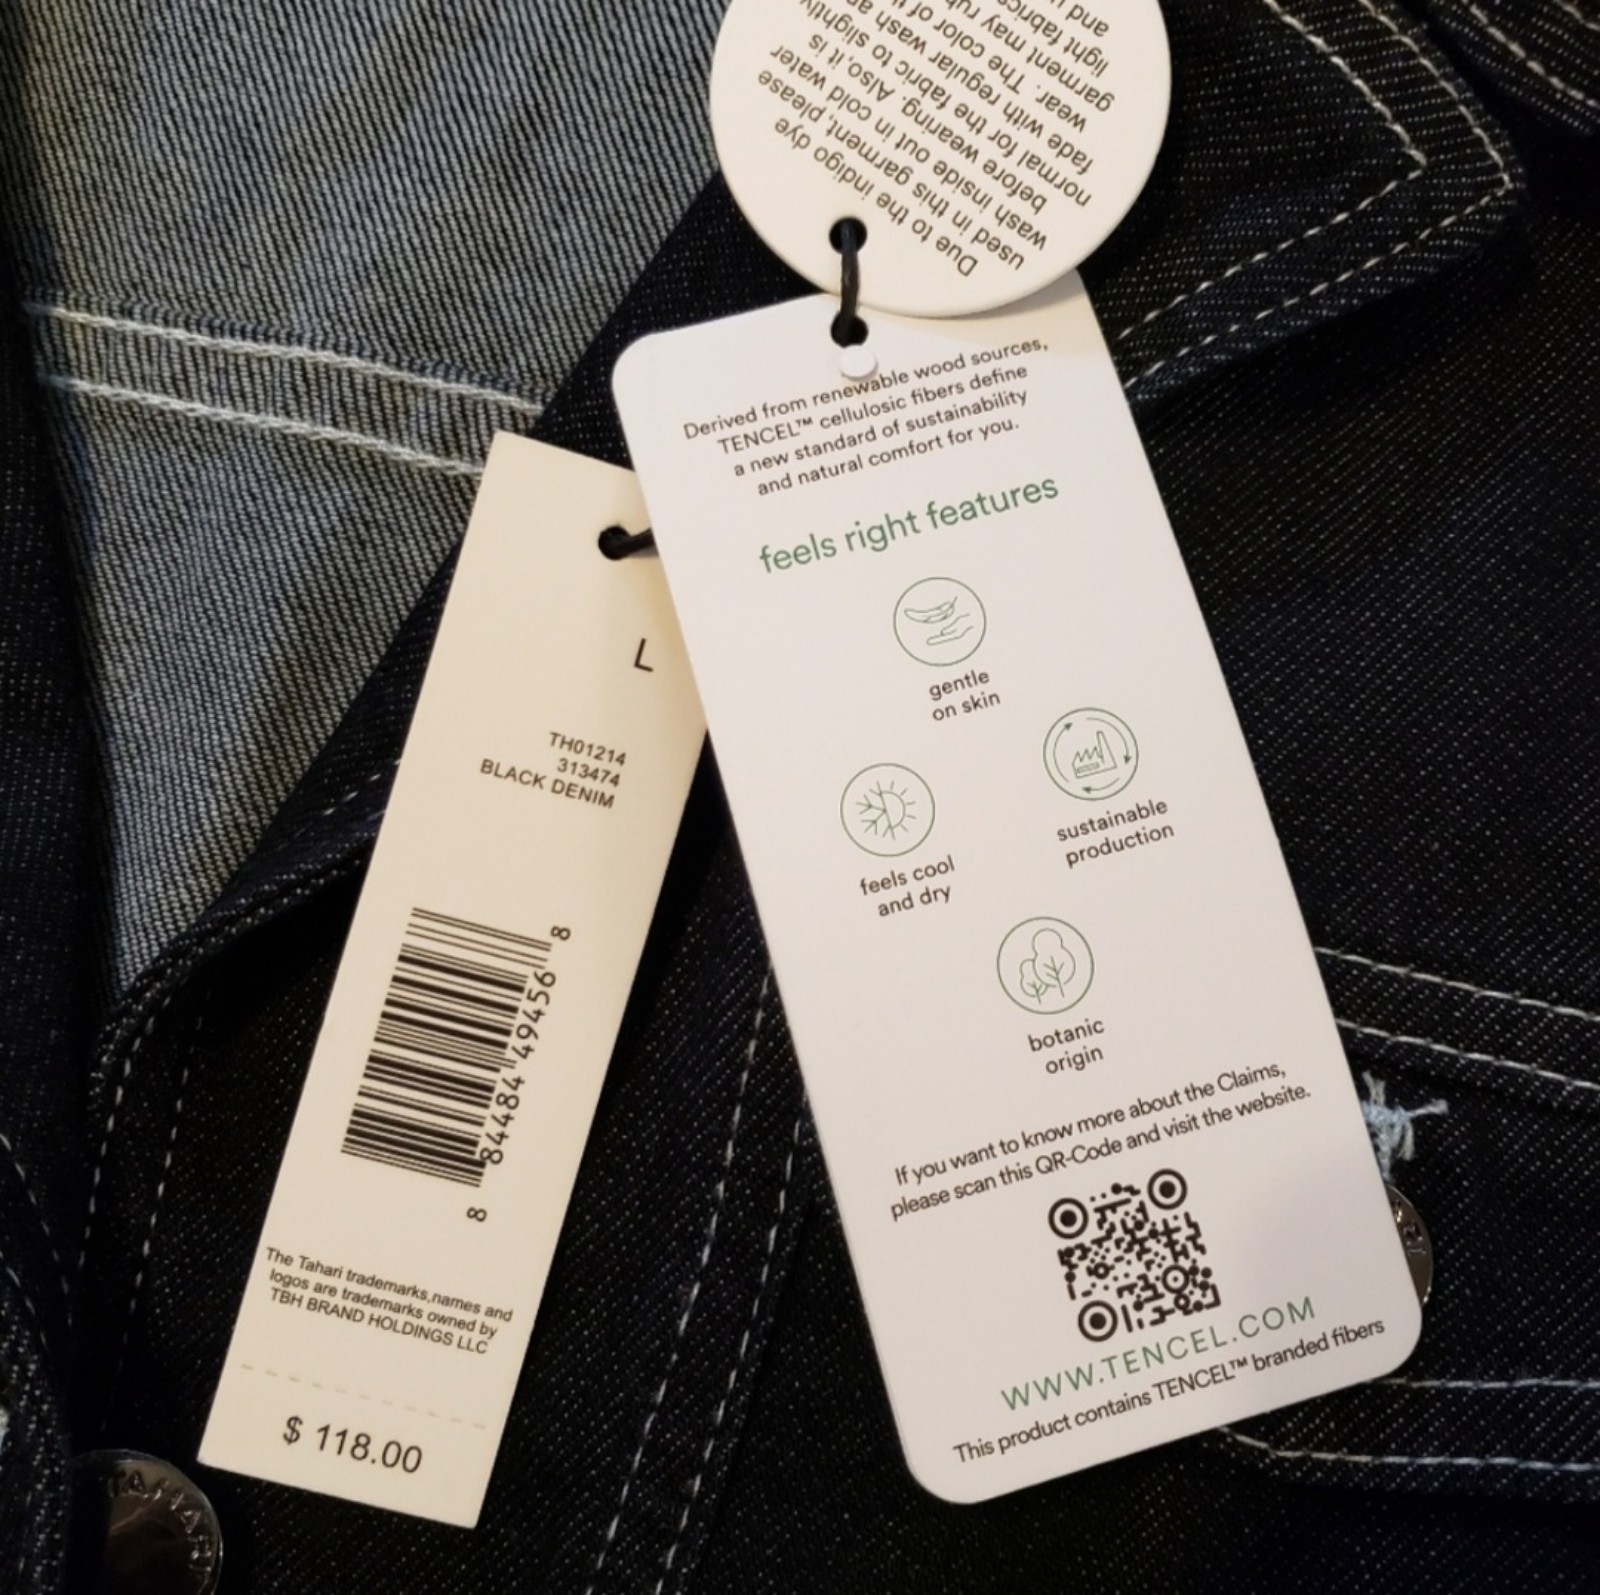 Due to the indigo dye
used in this garment, please
wash inside out in cold water
before wearing. Also, it is
normal for the fabric to slightly
fade with regular wash
wear. The color of
garment may rub
light fabrics
and
Derived from renewable wood sources,
TENCEL™ cellulosic fibers define
a new standard of sustainability
and natural comfort for you.
feels right features
gentle
on skin
sustainable
production
feels cool
and dry
botanic
origin
If you want to know more about the Claims,
please scan this QR-Code and visit the website.
WWW.TENCEL.COM
This product contains TENCEL™ branded fibers
L
TH01214
313474
BLACK DENIM
8 84484 49456 8
The Tahari trademarks,names and
logos are trademarks owned by
TBH BRAND HOLDINGS LLC
$ 118.00
TAHARI